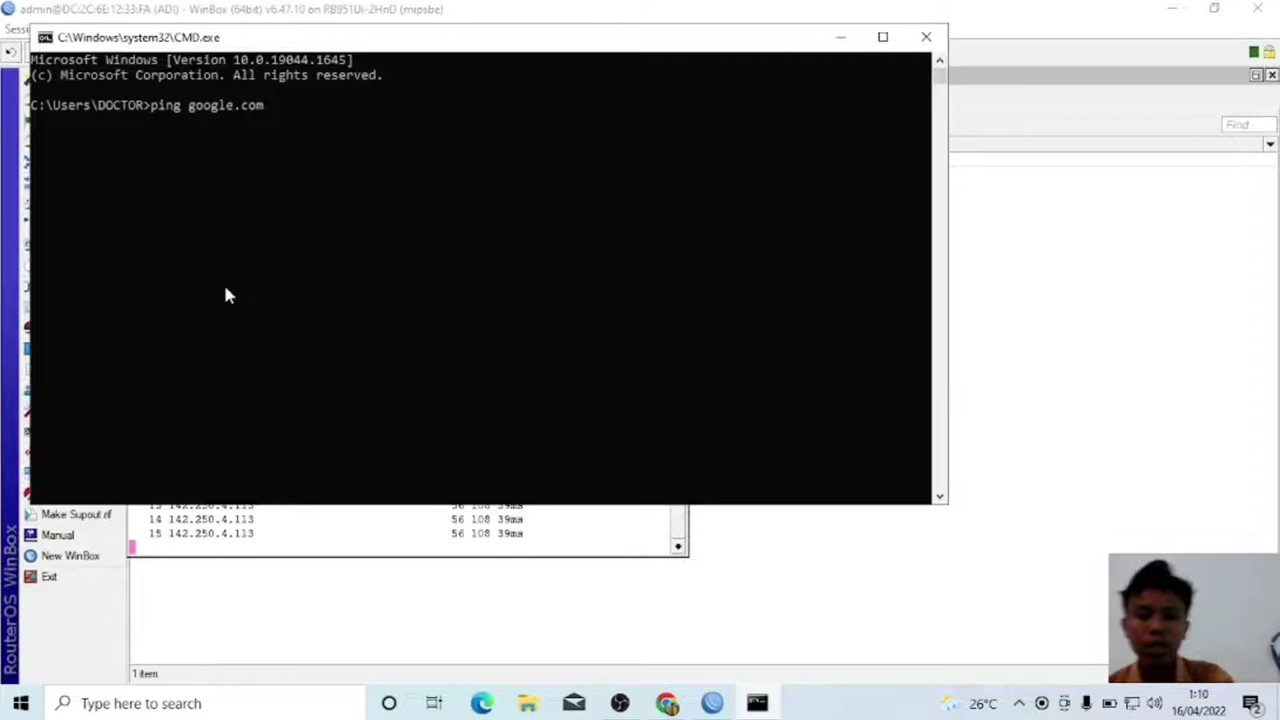 admin@DC:2C:6E:12:33:FA (ADI) - WinBox (64bit) v6.47.10 on RB951Ui-2HnD (mipsbe)
C:\Windows\system32\CMD.exe
Microsoft Windows [Version 10.0.19044.1645]
(c) Microsoft Corporation. All rights reserved.
C:\Users\DOCTOR>ping google.com
Find
14 142.250.4.113 56 108 39ms
15 142.250.4.113 56 108 39ms
Make Supout.rif
Manual
New WinBox
Exit
RouterOS WinBox
1 item
Type here to search
26°C
1:10
16/04/2022
2